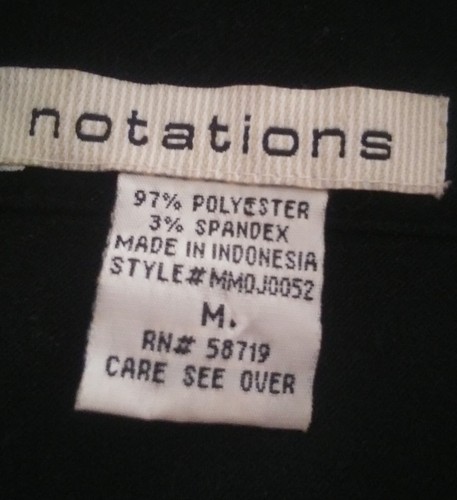 notations
97% POLYESTER
3% SPANDEX
MADE IN INDONESIA
STYLE#MMOJ0052
M.
RN# 58719
CARE SEE OVER